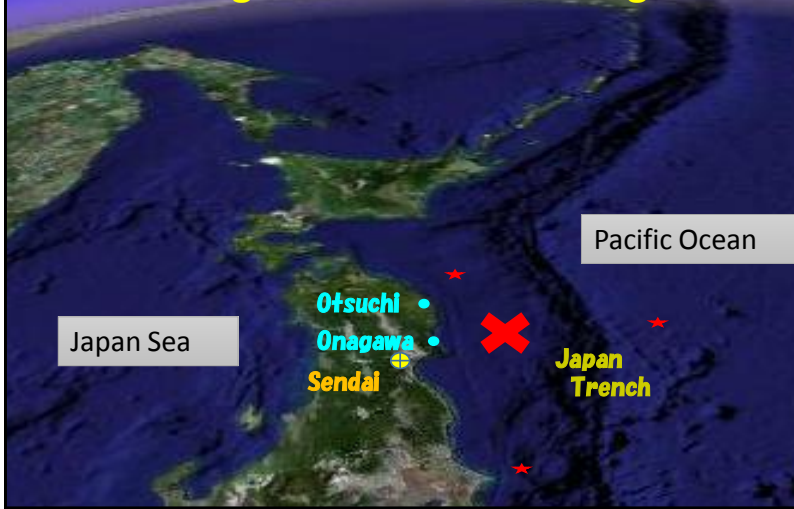 Pacific Ocean
Otsuchi
Japan Sea
Onagawa
Sendai
Japan
Trench